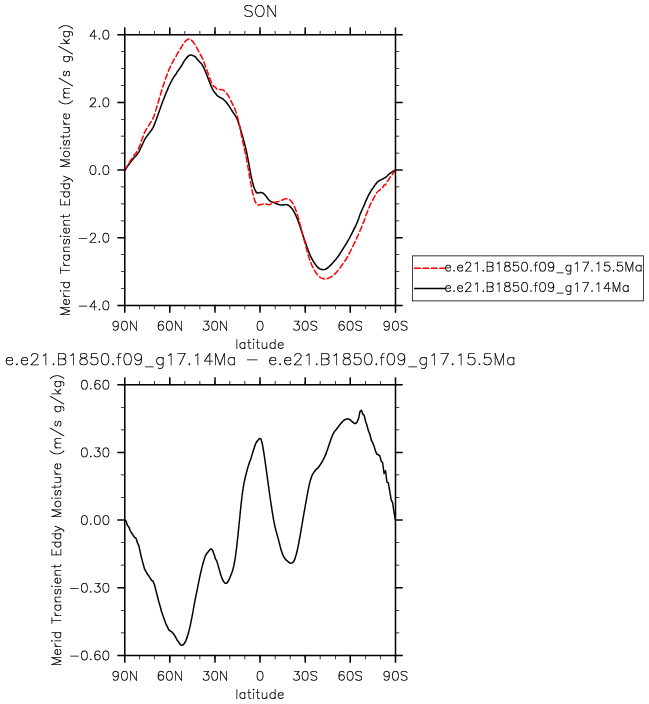 SON
Merid Transient Eddy Moisture (m/s g/kg)
4.0
2.0
0.0
−2.0
−4.0
90N 60N 30N 0 30S 60S 90S
latitude
e.e21.B1850.f09_g17.15.5Ma
e.e21.B1850.f09_g17.14Ma
e.e21.B1850.f09_g17.14Ma − e.e21.B1850.f09_g17.15.5Ma
Merid Transient Eddy Moisture (m/s g/kg)
0.60
0.30
0.00
−0.30
−0.60
90N 60N 30N 0 30S 60S 90S
latitude